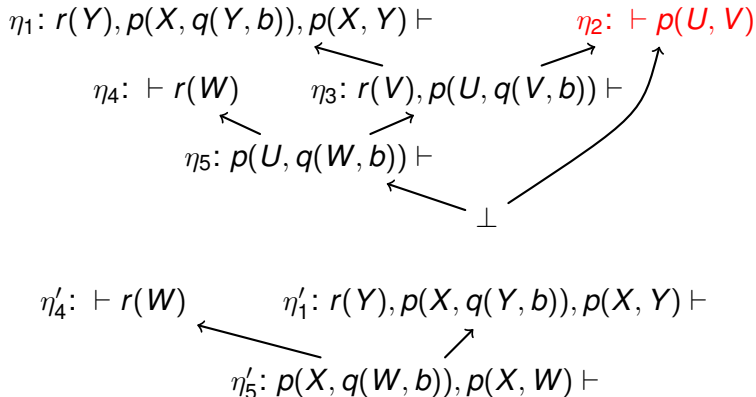 η₁: r(Y), p(X, q(Y, b)), p(X, Y) ⊢ η₂: ⊢ p(U, V)
η₄: ⊢ r(W) η₃: r(V), p(U, q(V, b)) ⊢
η₅: p(U, q(W, b)) ⊢
⊥
η′₄: ⊢ r(W) η′₁: r(Y), p(X, q(Y, b)), p(X, Y) ⊢
η′₅: p(X, q(W, b)), p(X, W) ⊢